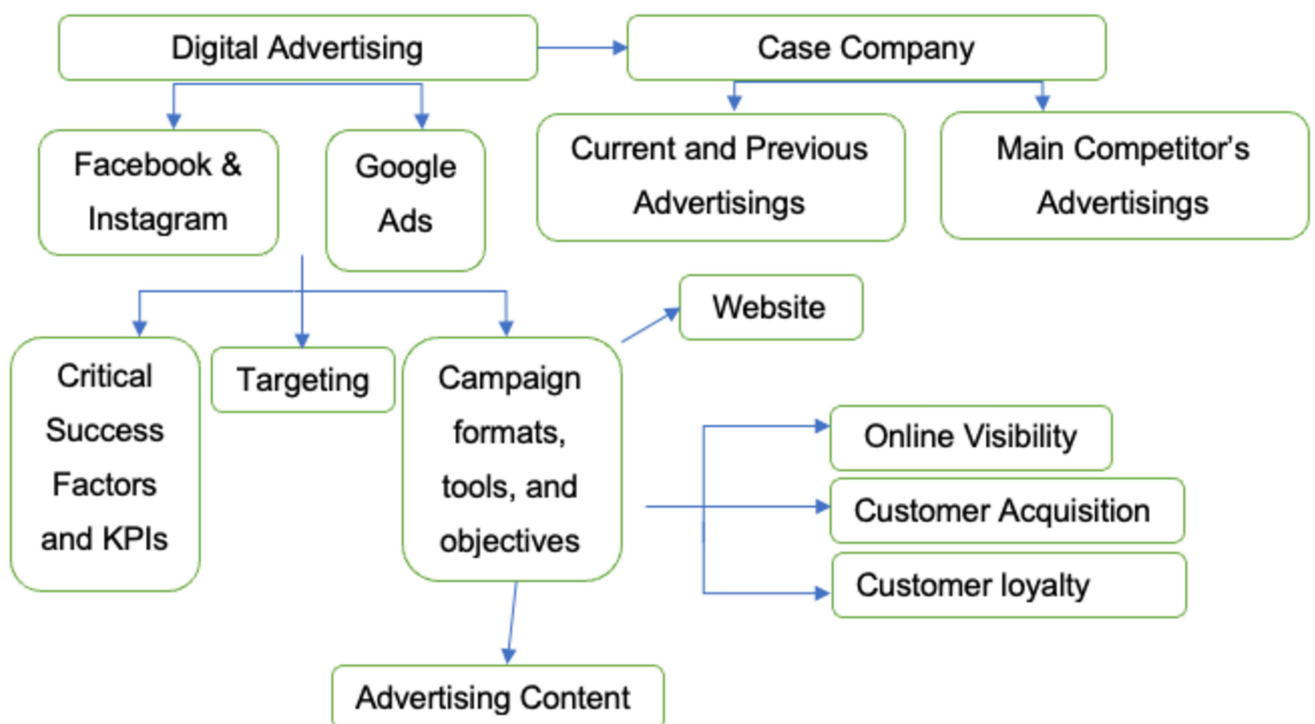 Digital Advertising
Case Company
Facebook &
Instagram
Google
Ads
Current and Previous
Advertisings
Main Competitor’s
Advertisings
Website
Critical
Success
Factors
and KPIs
Targeting
Campaign
formats,
tools, and
objectives
Online Visibility
Customer Acquisition
Customer loyalty
Advertising Content